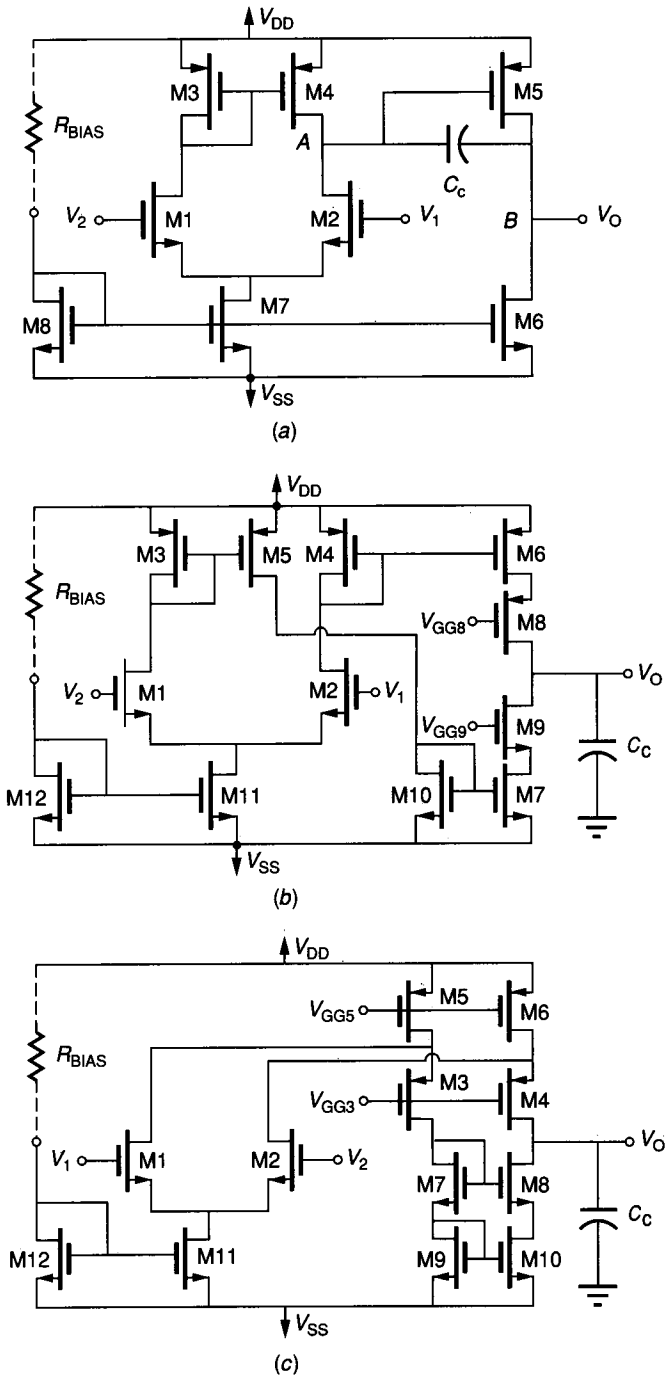 V_DD
M3
M4
M5
R_BIAS
A
C_c
V_2
M1
M2
V_1
B
V_O
M8
M7
M6
V_SS
(a)
V_DD
M3
M5
M4
M6
R_BIAS
V_GG8
M8
V_2
M1
M2
V_1
V_O
V_GG9
M9
C_C
M12
M11
M10
M7
V_SS
(b)
V_DD
V_GG5
M5
M6
R_BIAS
V_GG3
M3
M4
V_1
M1
M2
V_2
V_O
M7
M8
C_C
M12
M11
M9
M10
V_SS
(c)